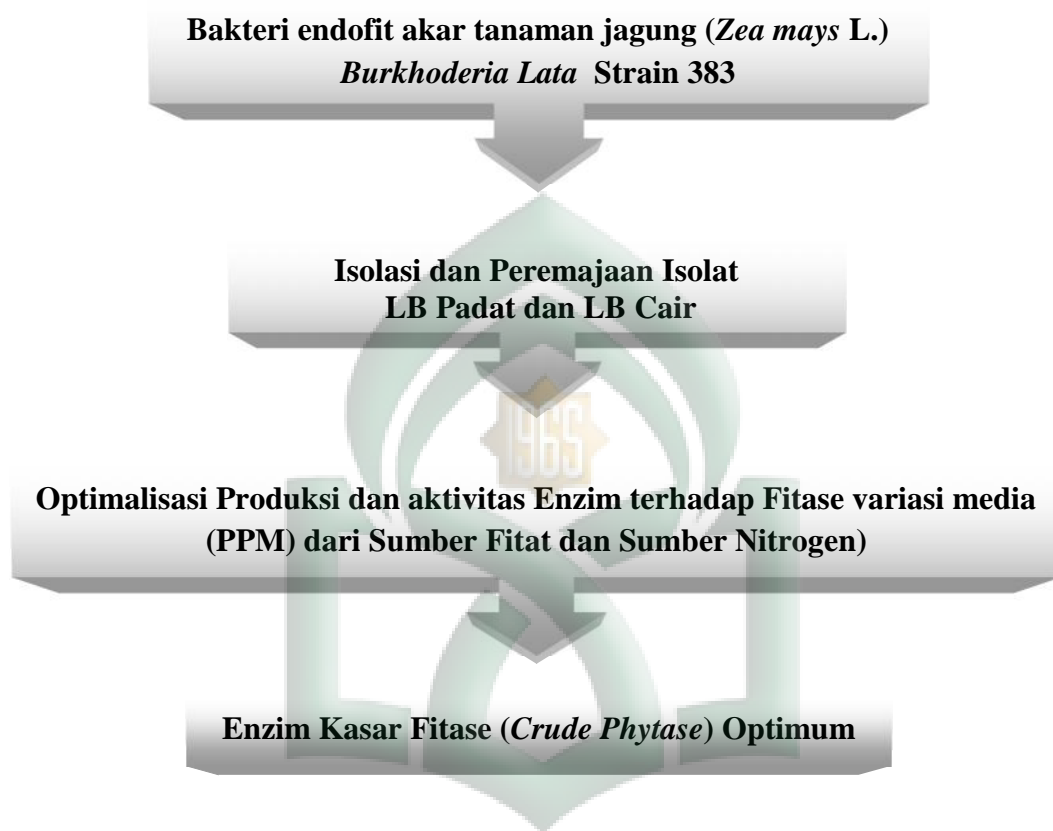 Bakteri endofit akar tanaman jagung (Zea mays L.)
Burkhoderia Lata Strain 383
Isolasi dan Peremajaan Isolat
LB Padat dan LB Cair
1965
Optimalisasi Produksi dan aktivitas Enzim terhadap Fitase variasi media
(PPM) dari Sumber Fitat dan Sumber Nitrogen)
Enzim Kasar Fitase (Crude Phytase) Optimum